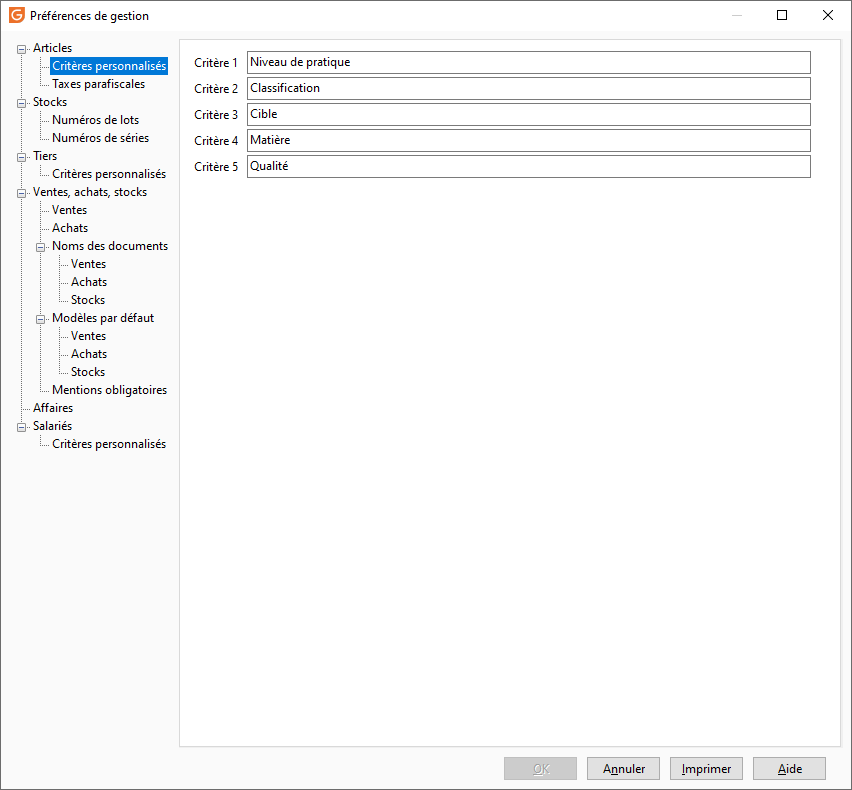 Préférences de gestion
Articles
Critères personnalisés
Taxes parafiscales
Stocks
Numéros de lots
Numéros de séries
Tiers
Critères personnalisés
Ventes, achats, stocks
Ventes
Achats
Noms des documents
Ventes
Achats
Stocks
Modèles par défaut
Ventes
Achats
Stocks
Mentions obligatoires
Affaires
Salariés
Critères personnalisés
Critère 1 Niveau de pratique
Critère 2 Classification
Critère 3 Cible
Critère 4 Matière
Critère 5 Qualité
OK Annuler Imprimer Aide